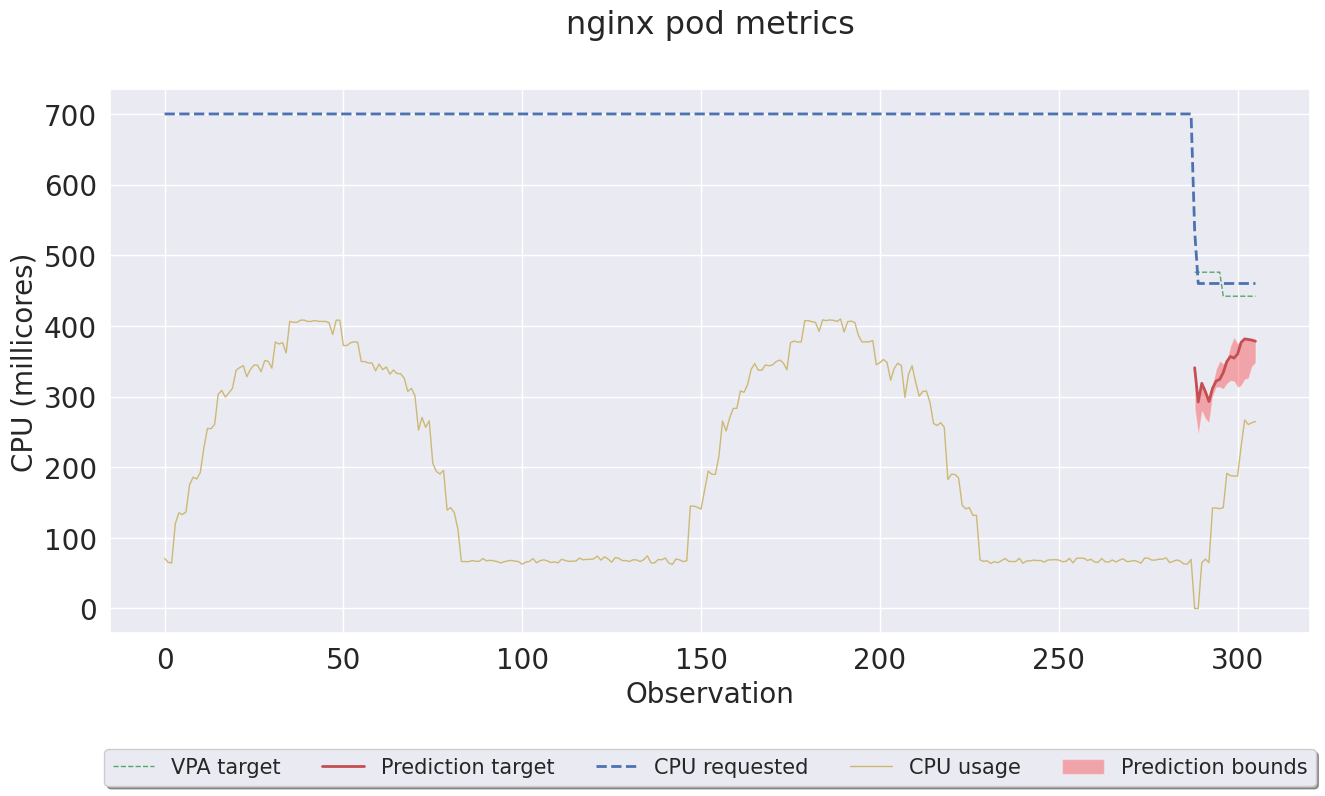 nginx pod metrics
CPU (millicores)
700
600
500
400
300
200
100
0
0 50 100 150 200 250 300
Observation
VPA target Prediction target CPU requested CPU usage Prediction bounds